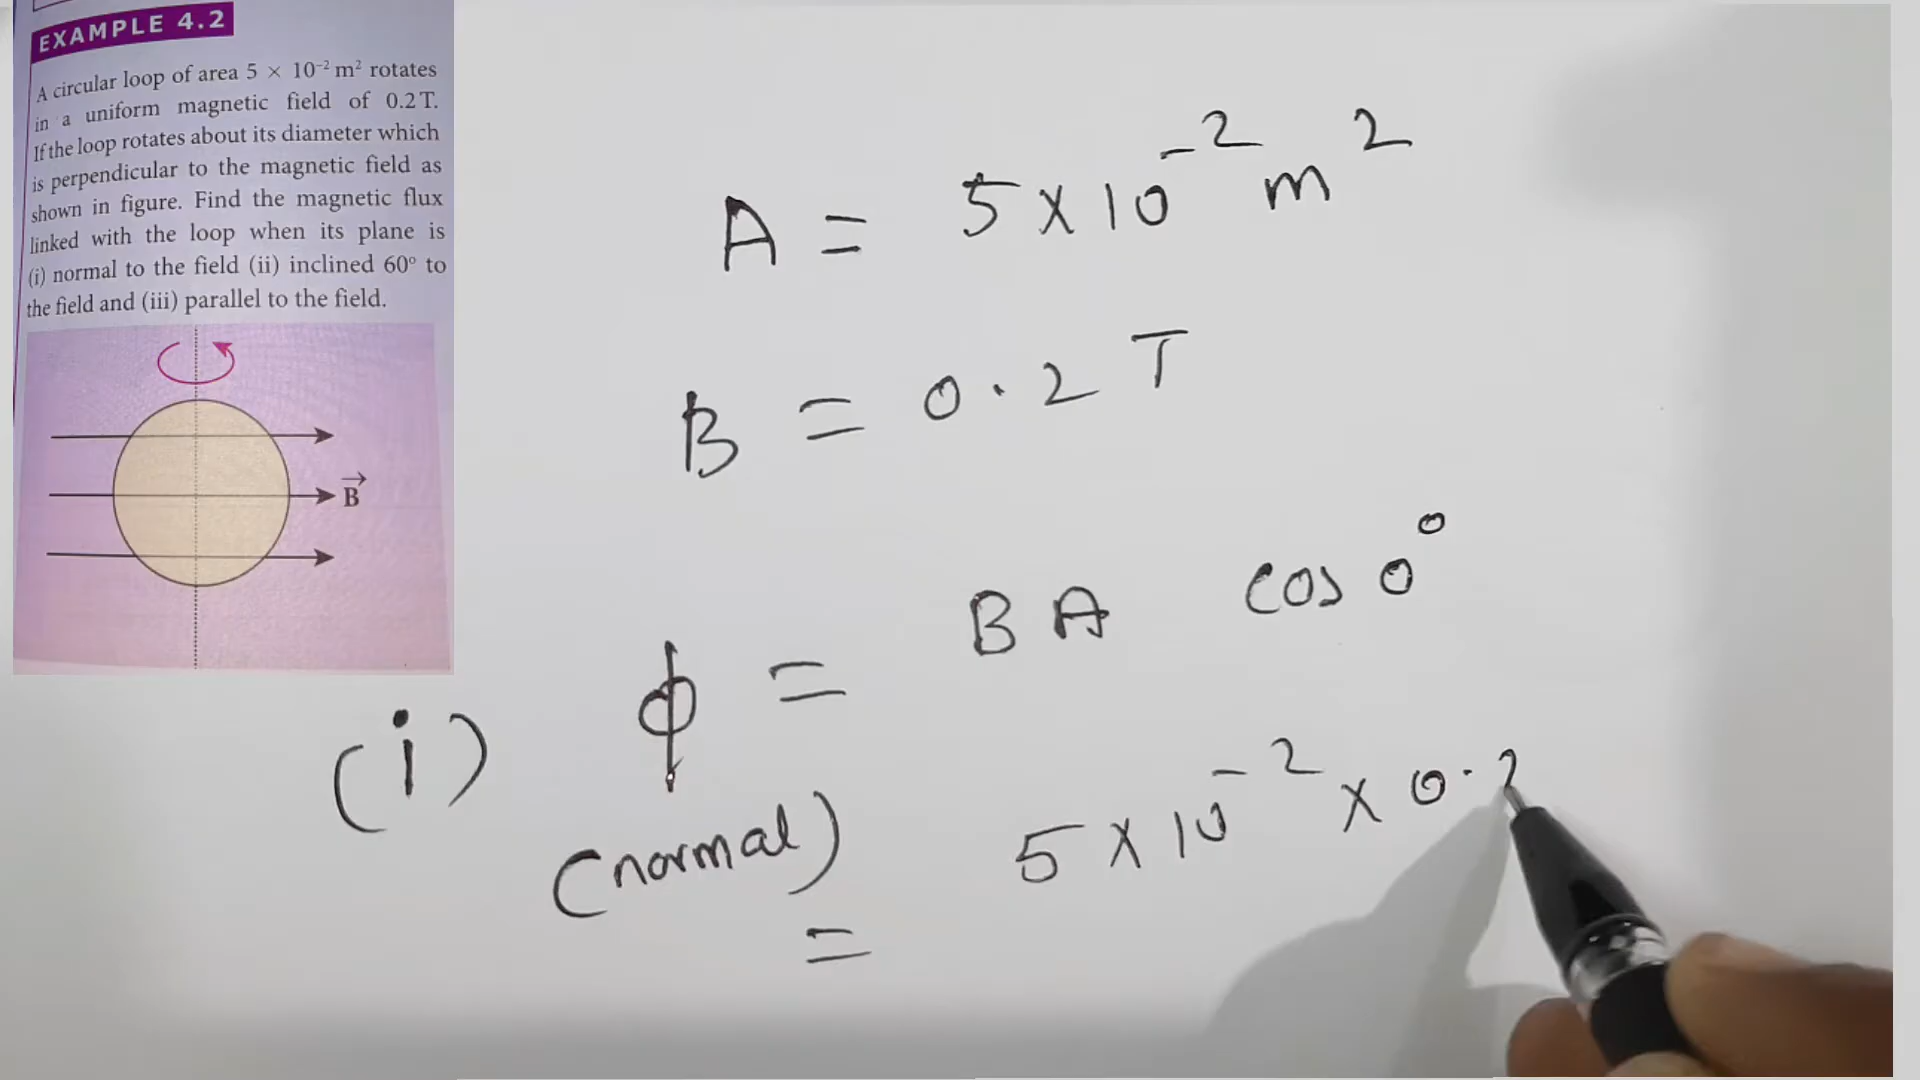 EXAMPLE 4.2
A circular loop of area 5 × 10⁻² m² rotates
in a uniform magnetic field of 0.2 T.
If the loop rotates about its diameter which
is perpendicular to the magnetic field as
shown in figure. Find the magnetic flux
linked with the loop when its plane is
(i) normal to the field (ii) inclined 60° to
the field and (iii) parallel to the field.
B⃗
A = 5 × 10⁻² m²
B = 0.2 T
(i) ϕ = B A cos 0°
(normal)
= 5 × 10⁻² × 0.2